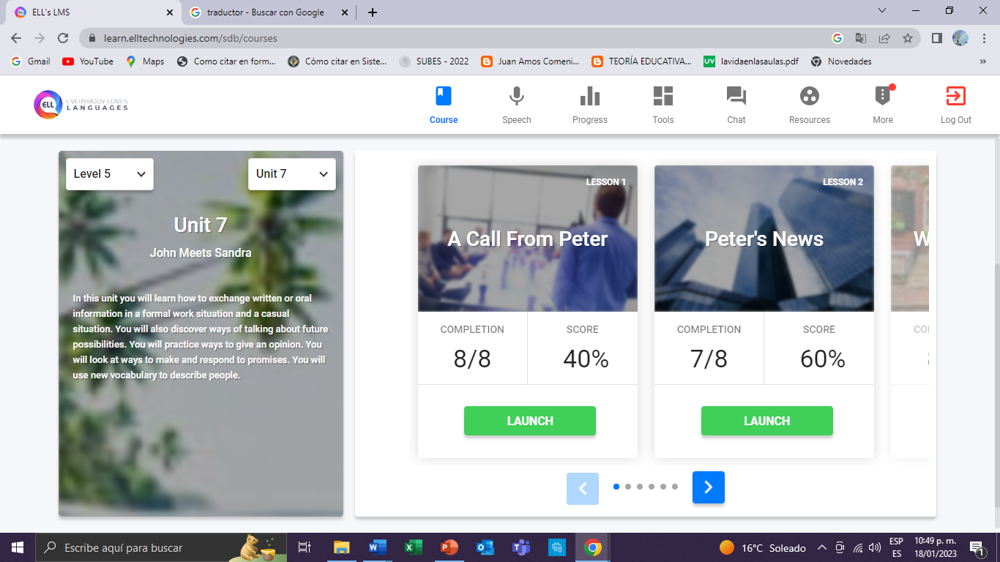 ELL's LMS
traductor - Buscar con Google
learn.elltechnologies.com/sdb/courses
Gmail
YouTube
Maps
Como citar en form...
Cómo citar en Siste...
SUBES - 2022
Juan Amos Comeni...
TEORÍA EDUCATIVA...
UV
lavidaenlasaulas.pdf
Novedades
»
ELL
EVERYBODY LOVES
LANGUAGES
Course
Speech
Progress
Tools
Chat
Resources
More
Log Out
Level 5
Unit 7
Unit 7
John Meets Sandra
In this unit you will learn how to exchange written or oral
information in a formal work situation and a casual
situation. You will also discover ways of talking about future
possibilities. You will practice ways to give an opinion. You
will look at ways to make and respond to promises. You will
use new vocabulary to describe people.
LESSON 1
A Call From Peter
COMPLETION
SCORE
8/8
40%
LAUNCH
LESSON 2
Peter's News
COMPLETION
SCORE
7/8
60%
LAUNCH
W
Escribe aquí para buscar
16°C Soleado
ESP
ES
10:49 p. m.
18/01/2023
1